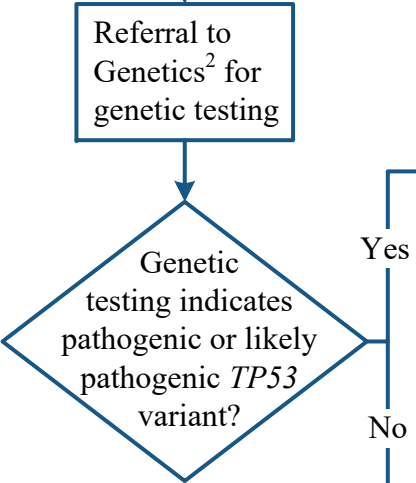 Referral to
Genetics² for
genetic testing
Genetic
testing indicates
pathogenic or likely
pathogenic TP53
variant?
Yes
No